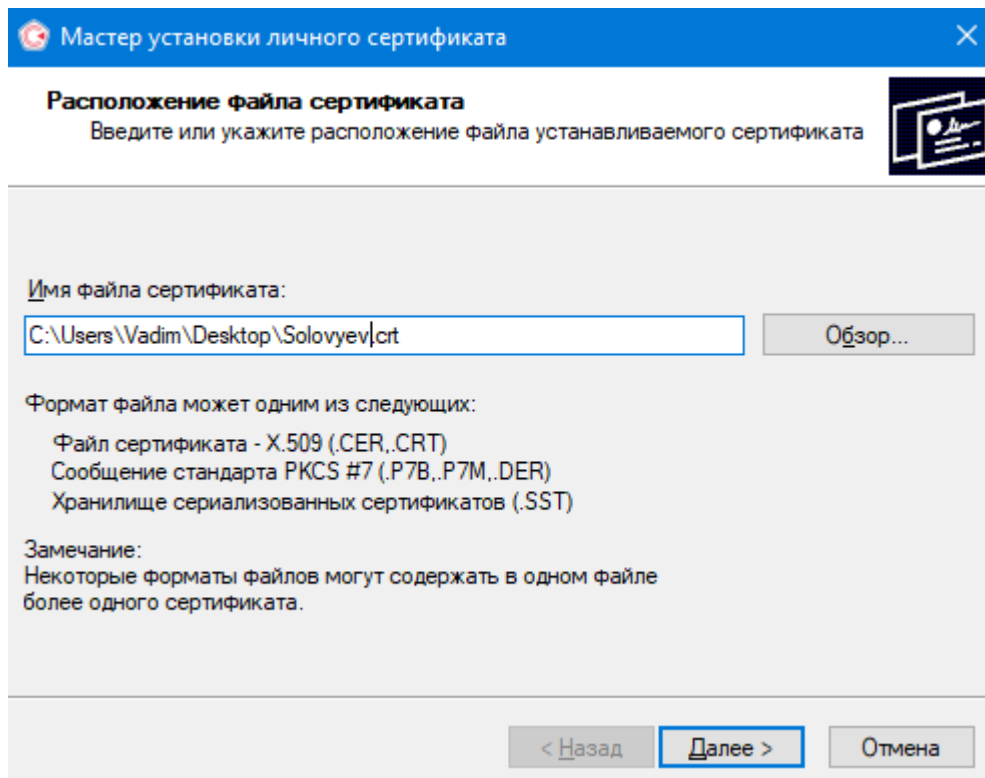 Мастер установки личного сертификата
Расположение файла сертификата
Введите или укажите расположение файла устанавливаемого сертификата
Имя файла сертификата:
C:\Users\Vadim\Desktop\Solovyev.crt
Обзор...
Формат файла может одним из следующих:
Файл сертификата - X.509 (.CER,.CRT)
Сообщение стандарта PKCS #7 (.P7B,.P7M,.DER)
Хранилище сериализованных сертификатов (.SST)
Замечание:
Некоторые форматы файлов могут содержать в одном файле
более одного сертификата.
< Назад
Далее >
Отмена